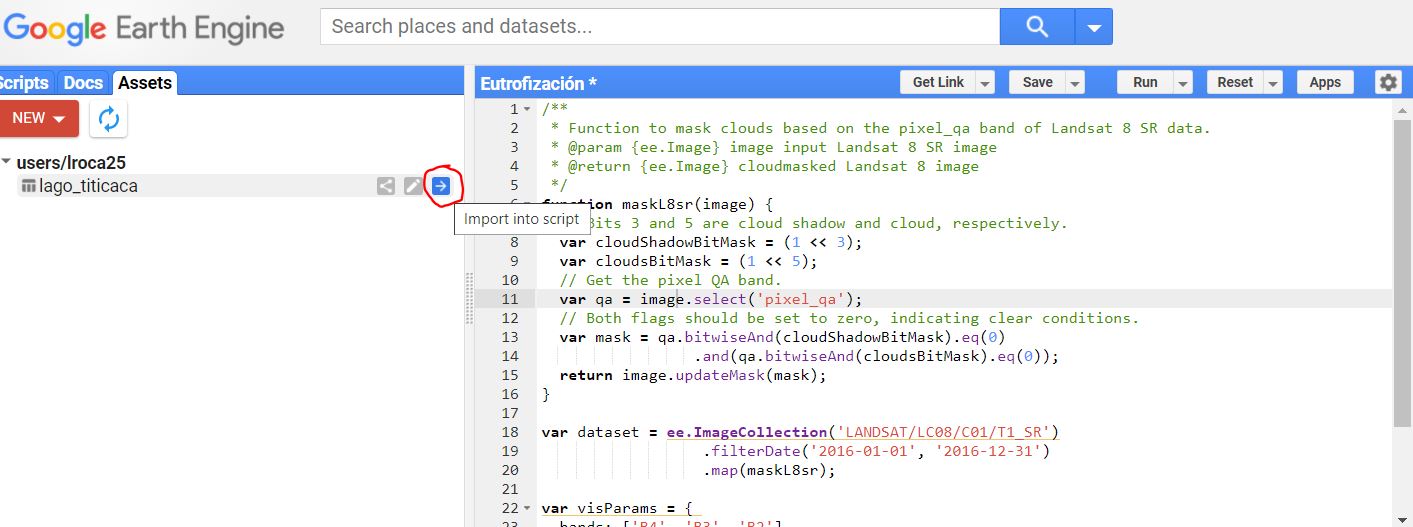 Google Earth Engine
Search places and datasets...
Scripts Docs Assets
NEW
users/lroca25
lago_titicaca
Import into script
Eutrofización *
Get Link Save Run Reset Apps
1 /**
2 * Function to mask clouds based on the pixel_qa band of Landsat 8 SR data.
3 * @param {ee.Image} image input Landsat 8 SR image
4 * @return {ee.Image} cloudmasked Landsat 8 image
5 */
6 function maskL8sr(image) {
Bits 3 and 5 are cloud shadow and cloud, respectively.
8 var cloudShadowBitMask = (1 << 3);
9 var cloudsBitMask = (1 << 5);
10 // Get the pixel QA band.
11 var qa = image.select('pixel_qa');
12 // Both flags should be set to zero, indicating clear conditions.
13 var mask = qa.bitwiseAnd(cloudShadowBitMask).eq(0)
14 .and(qa.bitwiseAnd(cloudsBitMask).eq(0));
15 return image.updateMask(mask);
16 }
17
18 var dataset = ee.ImageCollection('LANDSAT/LC08/C01/T1_SR')
19 .filterDate('2016-01-01', '2016-12-31')
20 .map(maskL8sr);
21
22 var visParams = {
23 bands: ['B4', 'B3', 'B2']